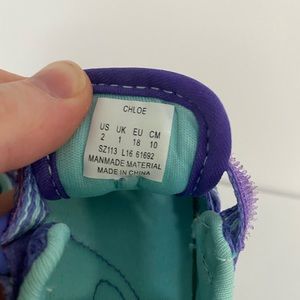 CHLOE
US UK EU CM
2 1 18 10
SZ113 L16 61692
MANMADE MATERIAL
MADE IN CHINA